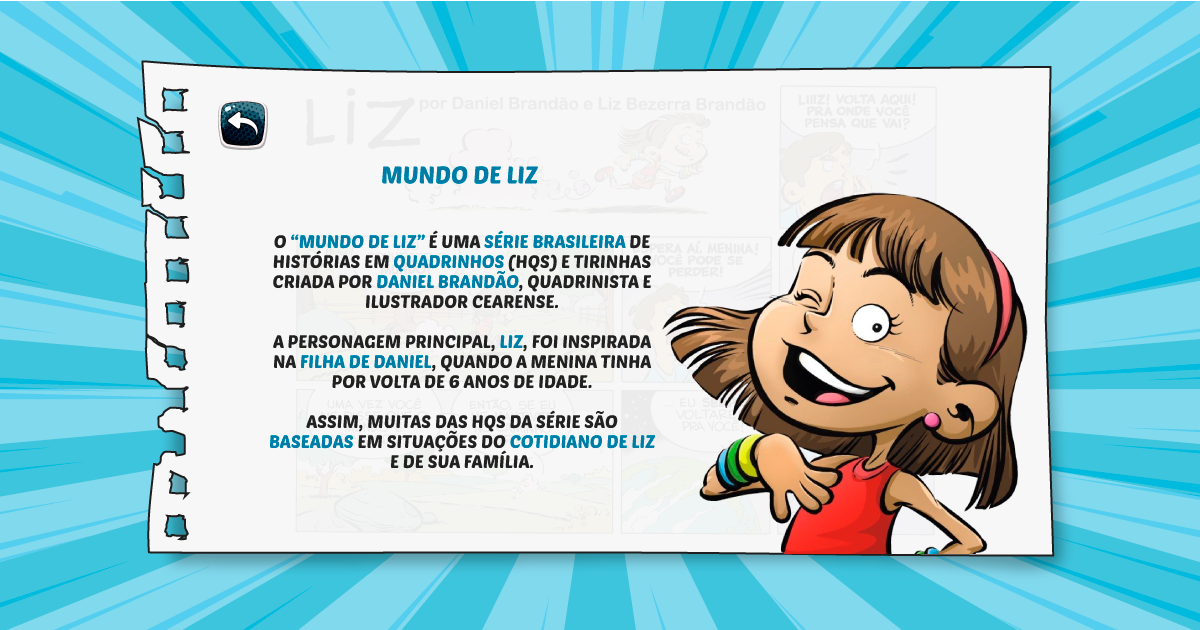 LIZ por Daniel Brandão e Liz Bezerra Brandão
LIIIZ! VOLTA AQUI!
PRA ONDE VOCÊ
PENSA QUE VAI?
MUNDO DE LIZ
O “MUNDO DE LIZ” É UMA SÉRIE BRASILEIRA DE
HISTÓRIAS EM QUADRINHOS (HQS) E TIRINHAS
CRIADA POR DANIEL BRANDÃO, QUADRINISTA E
ILUSTRADOR CEARENSE.
PERA AÍ, MENINA!
VOCÊ PODE SE
PERDER!
A PERSONAGEM PRINCIPAL, LIZ, FOI INSPIRADA
NA FILHA DE DANIEL, QUANDO A MENINA TINHA
POR VOLTA DE 6 ANOS DE IDADE.
UMA VEZ VOCÊ
ENTÃO, SE EU
EU SE
VOLTAR
PRA VOCÊ
ASSIM, MUITAS DAS HQS DA SÉRIE SÃO
BASEADAS EM SITUAÇÕES DO COTIDIANO DE LIZ
E DE SUA FAMÍLIA.